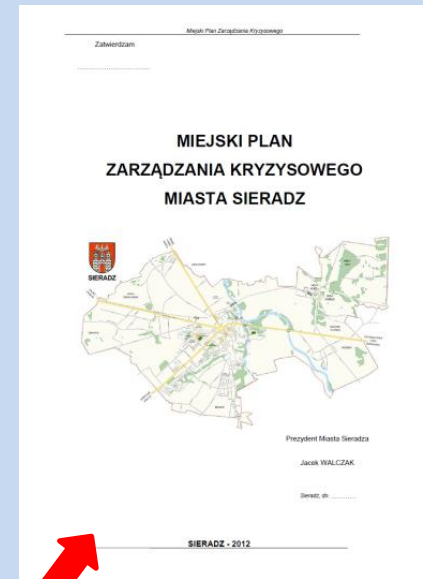 Miejski Plan Zarządzania Kryzysowego
Zatwierdzam
................................
MIEJSKI PLAN
ZARZĄDZANIA KRYZYSOWEGO
MIASTA SIERADZ
SIERADZ
Prezydent Miasta Sieradza
Jacek WALCZAK
Sieradz, dn. ............
SIERADZ - 2012